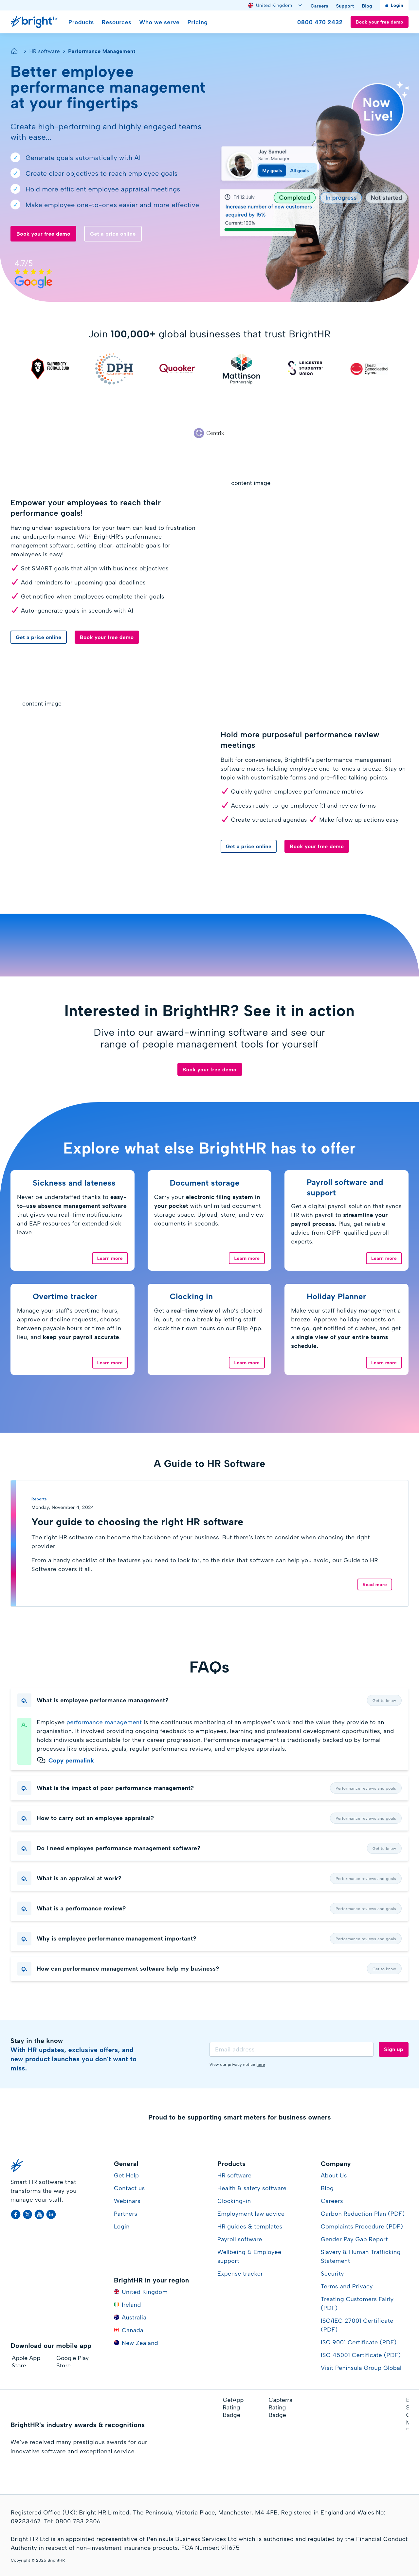 United Kingdom
Careers
Support
Blog
Login
bright
Products
Resources
Who we serve
Pricing
0800 470 2432
Book your free demo
HR software
Performance Management
Better employee
performance management
at your fingertips
Create high-performing and highly engaged teams
with ease...
Generate goals automatically with AI
Create clear objectives to reach employee goals
Hold more efficient employee appraisal meetings
Make employee one-to-ones easier and more effective
Book your free demo
Get a price online
4.7/5
Google
Now
Live!
Jay Samuel
Sales Manager
My goals
All goals
Fri 12 July
Completed
In progress
Not started
Increase number of new customers
acquired by 15%
Current: 100%
Join 100,000+ global businesses that trust BrightHR
SALFORD CITY
FOOTBALL CLUB
DPH
Quooker
Mattinson
Partnership
LEICESTER
STUDENTS'
UNION
Centrix
content image
Empower your employees to reach their
performance goals!
Having unclear expectations for your team can lead to frustration
and underperformance. With BrightHR's performance
management software, setting clear, attainable goals for
employees is easy!
Set SMART goals that align with business objectives
Add reminders for upcoming goal deadlines
Get notified when employees complete their goals
Auto-generate goals in seconds with AI
Get a price online
Book your free demo
content image
Hold more purposeful performance review
meetings
Built for convenience, BrightHR's performance management
software makes holding employee one-to-ones a breeze. Stay on
topic with customisable forms and pre-filled talking points.
Quickly gather employee performance metrics
Access ready-to-go employee 1:1 and review forms
Create structured agendas
Make follow up actions easy
Get a price online
Book your free demo
Interested in BrightHR? See it in action
Dive into our award-winning software and see our
range of people management tools for yourself
Book your free demo
Explore what else BrightHR has to offer
Sickness and lateness
Never be understaffed thanks to easy-
to-use absence management software
that gives you real-time notifications
and EAP resources for extended sick
leave.
Learn more
Document storage
Carry your electronic filing system in
your pocket with unlimited document
storage space. Upload, store, and view
documents in seconds.
Learn more
Payroll software and
support
Get a digital payroll solution that syncs
HR with payroll to streamline your
payroll process. Plus, get reliable
advice from CIPP-qualified payroll
experts.
Learn more
Overtime tracker
Manage your staff's overtime hours,
approve or decline requests, choose
between payable hours or time off in
lieu, and keep your payroll accurate.
Learn more
Clocking in
Get a real-time view of who's clocked
in, out, or on a break by letting staff
clock their own hours on our Blip App.
Learn more
Holiday Planner
Make your staff holiday management a
breeze. Approve holiday requests on
the go, get notified of clashes, and get
a single view of your entire teams
schedule.
Learn more
A Guide to HR Software
Reports
Monday, November 4, 2024
Your guide to choosing the right HR software
The right HR software can become the backbone of your business. But there's lots to consider when choosing the right
provider.
From a handy checklist of the features you need to look for, to the risks that software can help you avoid, our Guide to HR
Software covers it all.
Read more
FAQs
Q.
What is employee performance management?
Get to know
A.
Employee performance management is the continuous monitoring of an employee's work and the value they provide to an
organisation. It involved providing ongoing feedback to employees, learning and professional development opportunities, and
holds individuals accountable for their career progression. Performance management is traditionally backed up by formal
processes like objectives, goals, regular performance reviews, and employee appraisals.
Copy permalink
Q.
What is the impact of poor performance management?
Performance reviews and goals
Q.
How to carry out an employee appraisal?
Performance reviews and goals
Q.
Do I need employee performance management software?
Get to know
Q.
What is an appraisal at work?
Performance reviews and goals
Q.
What is a performance review?
Performance reviews and goals
Q.
Why is employee performance management important?
Performance reviews and goals
Q.
How can performance management software help my business?
Get to know
Stay in the know
With HR updates, exclusive offers, and
new product launches you don't want to
miss.
Email address
Sign up
View our privacy notice here
Proud to be supporting smart meters for business owners
Smart HR software that
transforms the way you
manage your staff.
General
Get Help
Contact us
Webinars
Partners
Login
BrightHR in your region
United Kingdom
Ireland
Australia
Canada
New Zealand
Products
HR software
Health & safety software
Clocking-in
Employment law advice
HR guides & templates
Payroll software
Wellbeing & Employee
support
Expense tracker
Company
About Us
Blog
Careers
Carbon Reduction Plan (PDF)
Complaints Procedure (PDF)
Gender Pay Gap Report
Slavery & Human Trafficking
Statement
Security
Terms and Privacy
Treating Customers Fairly
(PDF)
ISO/IEC 27001 Certificate
(PDF)
ISO 9001 Certificate (PDF)
ISO 45001 Certificate (PDF)
Visit Peninsula Group Global
Download our mobile app
Apple App
Store
Google Play
Store
BrightHR's industry awards & recognitions
We've received many prestigious awards for our
innovative software and exceptional service.
GetApp
Rating
Badge
Capterra
Rating
Badge
Registered Office (UK): Bright HR Limited, The Peninsula, Victoria Place, Manchester, M4 4FB. Registered in England and Wales No:
09283467. Tel: 0800 783 2806.
Bright HR Ltd is an appointed representative of Peninsula Business Services Ltd which is authorised and regulated by the Financial Conduct
Authority in respect of non-investment insurance products. FCA Number: 911675
Copyright © 2025 BrightHR